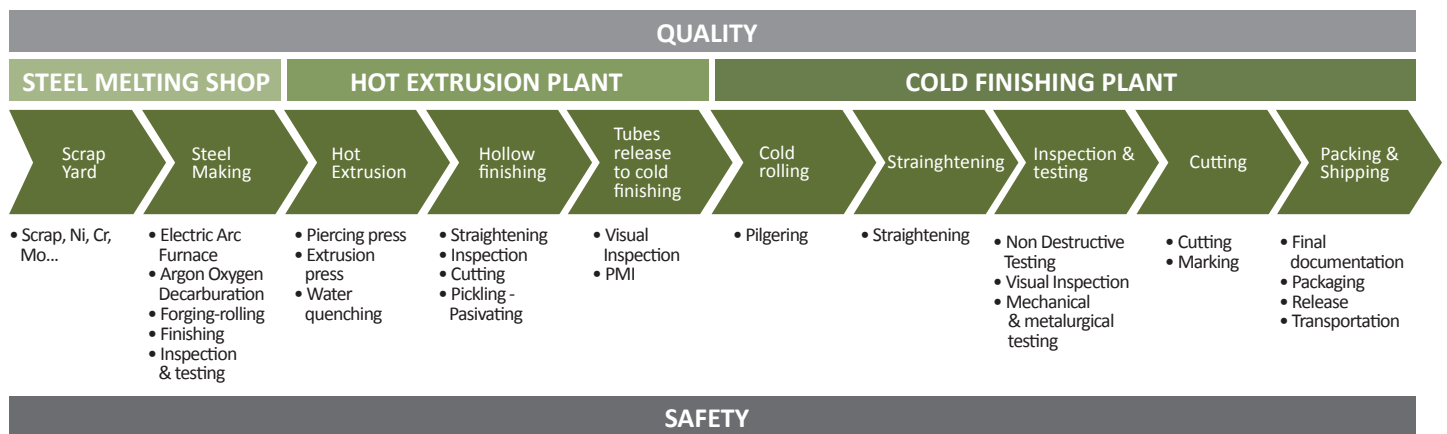 QUALITY
STEEL MELTING SHOP
HOT EXTRUSION PLANT
COLD FINISHING PLANT
Scrap
Yard
Steel
Making
Hot
Extrusion
Hollow
finishing
Tubes
release
to cold
finishing
Cold
rolling
Strainghtening
Inspection &
testing
Cutting
Packing &
Shipping
• Scrap, Ni, Cr,
Mo...
• Electric Arc
Furnace
• Argon Oxygen
Decarburation
• Forging-rolling
• Finishing
• Inspection
& testing
• Piercing press
• Extrusion
press
• Water
quenching
• Straightening
• Inspection
• Cutting
• Pickling -
Pasivating
• Visual
Inspection
• PMI
• Pilgering
• Straightening
• Non Destructive
Testing
• Visual Inspection
• Mechanical
& metalurgical
testing
• Cutting
• Marking
• Final
documentation
• Packaging
• Release
• Transportation
SAFETY